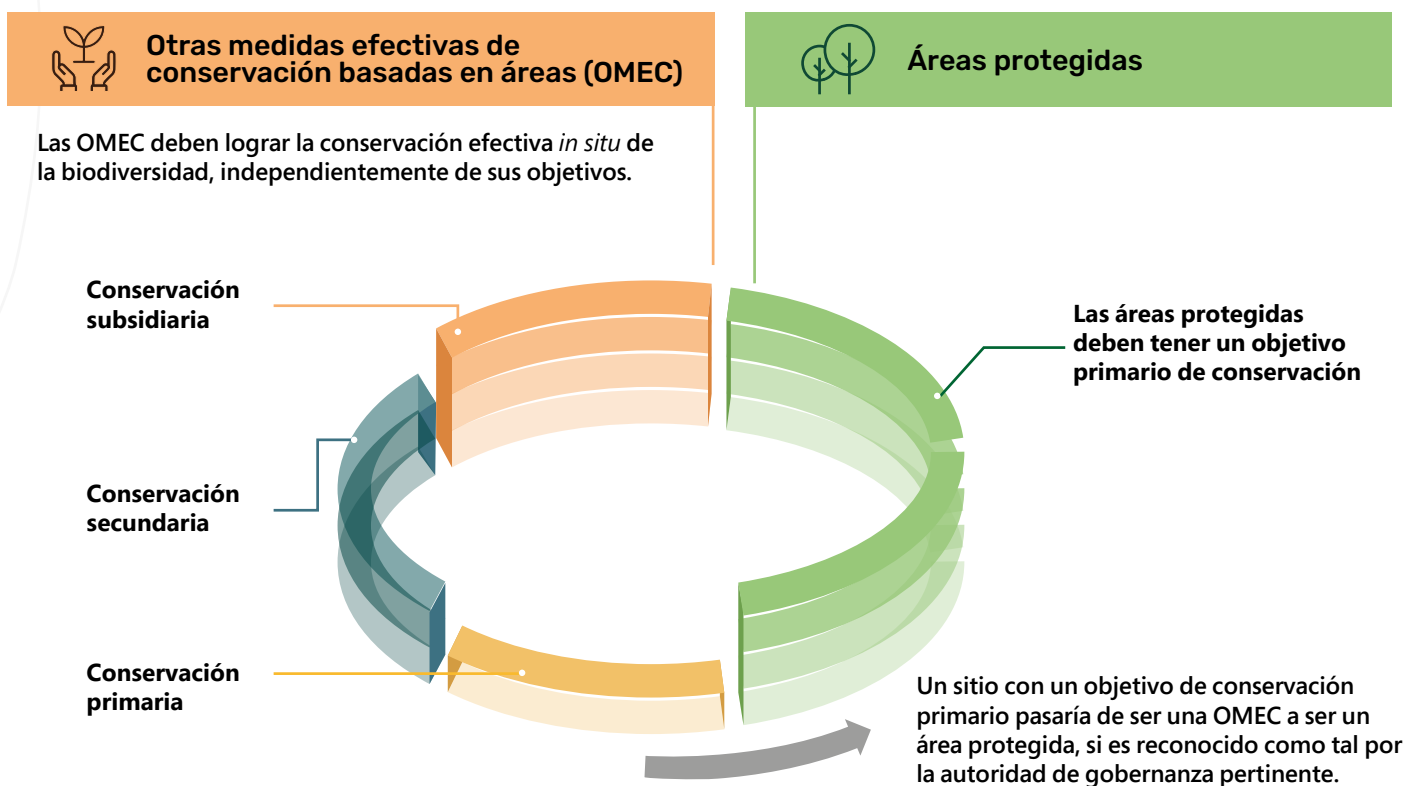 Otras medidas efectivas de
conservación basadas en áreas (OMEC)
Áreas protegidas
Las OMEC deben lograr la conservación efectiva in situ de
la biodiversidad, independientemente de sus objetivos.
Conservación
subsidiaria
Las áreas protegidas
deben tener un objetivo
primario de conservación
Conservación
secundaria
Conservación
primaria
Un sitio con un objetivo de conservación
primario pasaría de ser una OMEC a ser un
área protegida, si es reconocido como tal por
la autoridad de gobernanza pertinente.